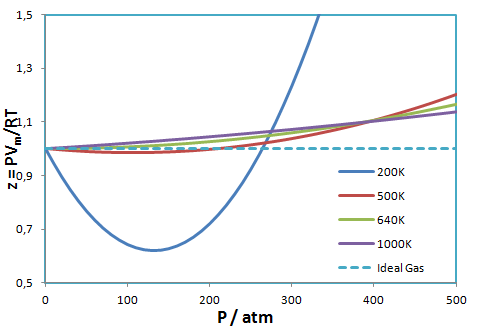 1,5
1,3
1,1
0,9
0,7
0,5
z = PVm/RT
200K
500K
640K
1000K
Ideal Gas
0 100 200 300 400 500
P / atm